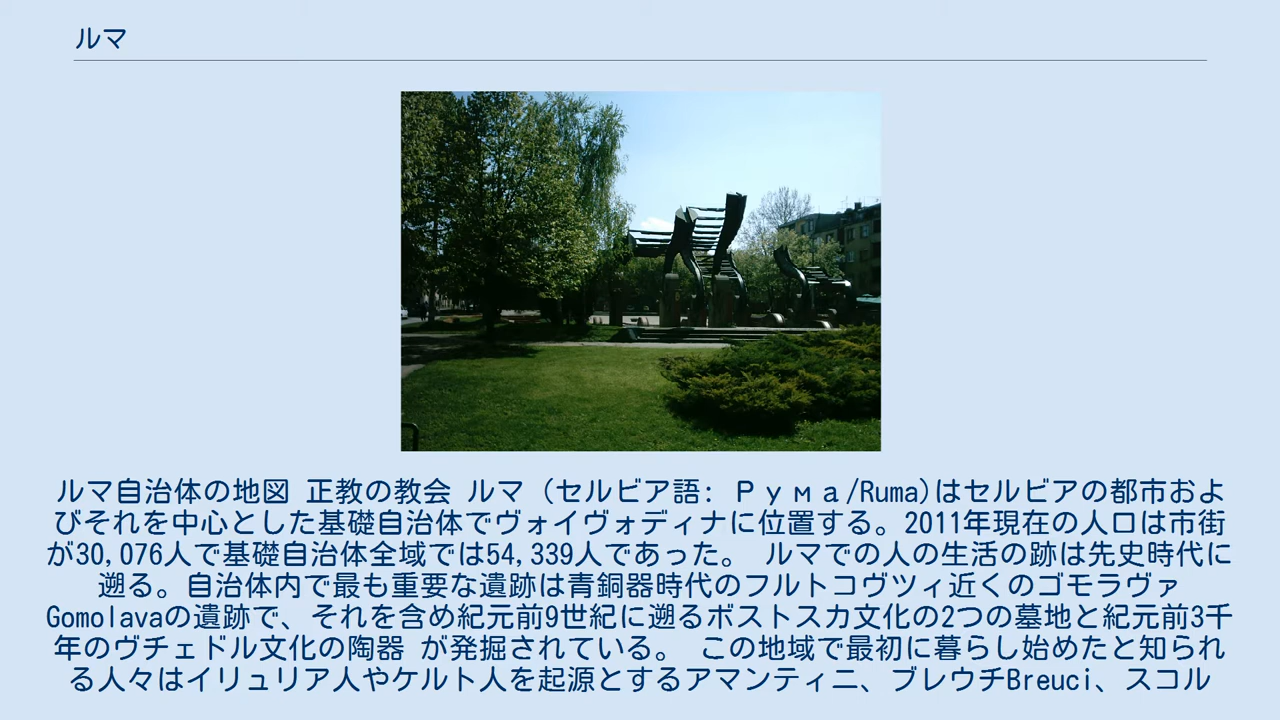 ルマ
ルマ自治体の地図 正教の教会 ルマ (セルビア語: Рума/Ruma)はセルビアの都市およ
びそれを中心とした基礎自治体でヴォイヴォディナに位置する。2011年現在の人口は市街
が30,076人で基礎自治体全域では54,339人であった。 ルマでの人の生活の跡は先史時代に
遡る。自治体内で最も重要な遺跡は青銅器時代のフルトコヴツィ近くのゴモラヴァ
Gomolavaの遺跡で、それを含め紀元前9世紀に遡るボストスカ文化の2つの墓地と紀元前3千
年のヴチェドル文化の陶器 が発掘されている。 この地域で最初に暮らし始めたと知られ
る人々はイリュリア人やケルト人を起源とするアマンティニ、ブレウチBreuci、スコル